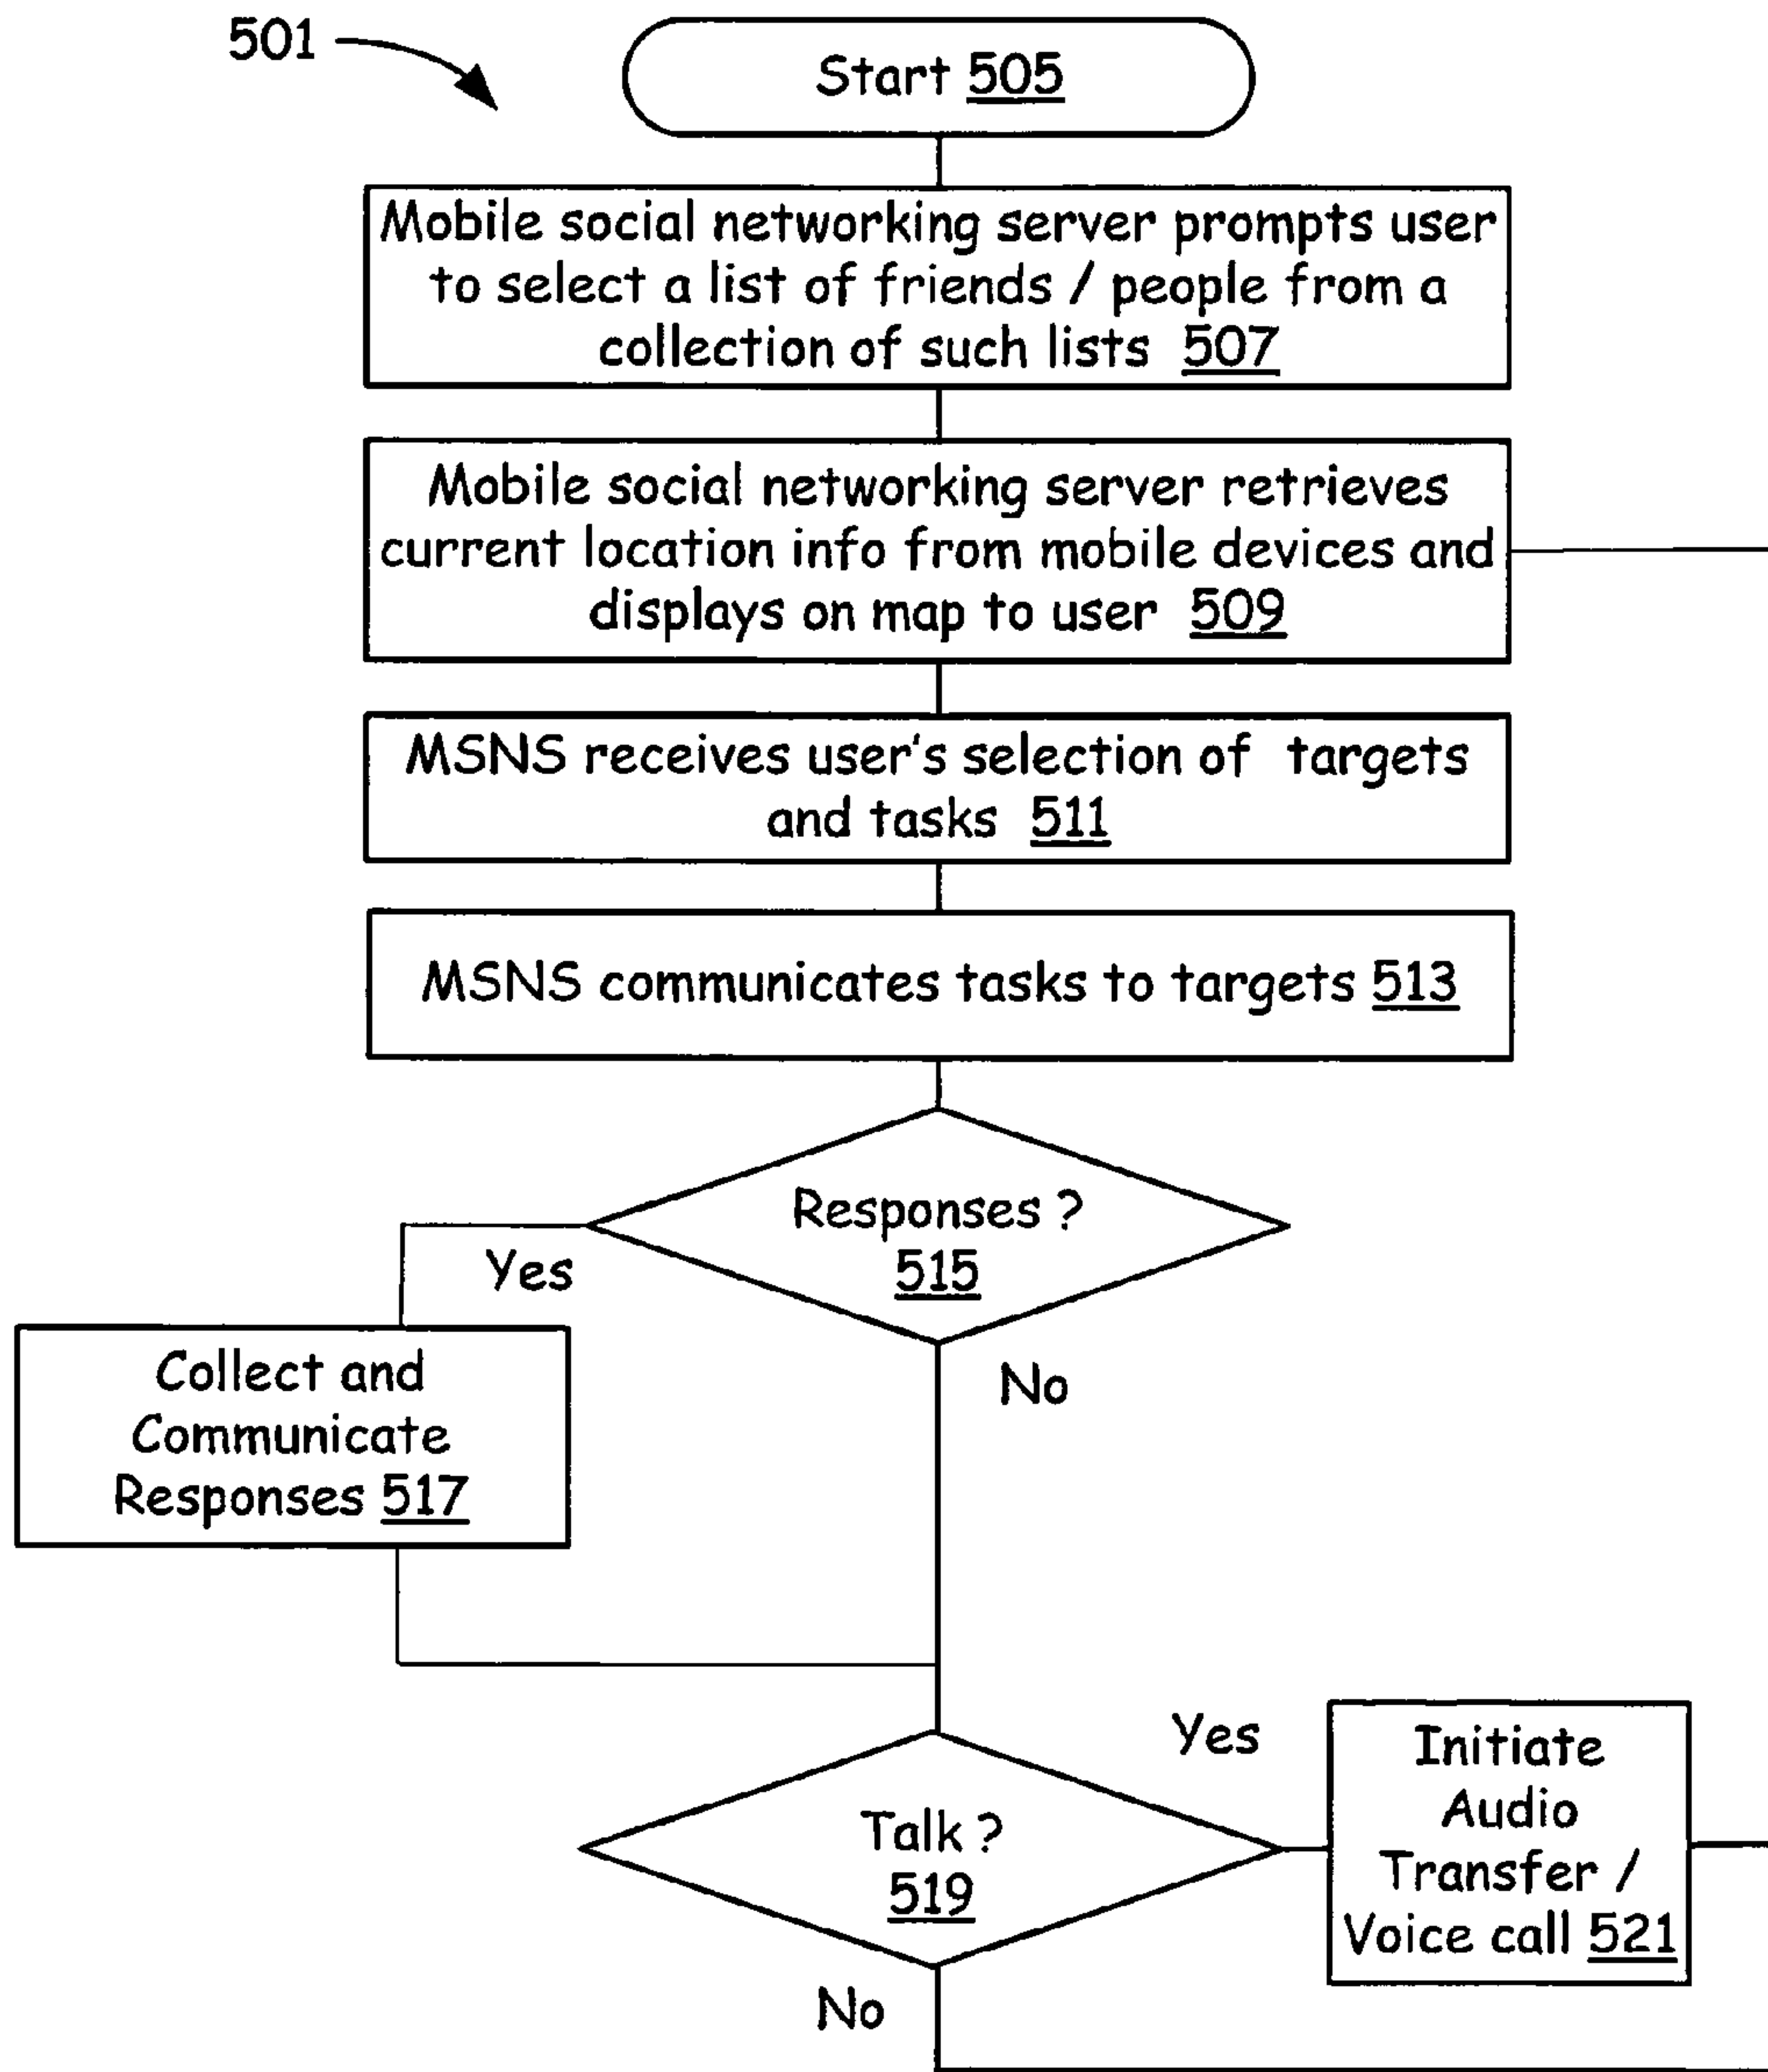 501
Start 505
Mobile social networking server prompts user
to select a list of friends / people from a
collection of such lists 507
Mobile social networking server retrieves
current location info from mobile devices and
displays on map to user 509
MSNS receives user's selection of targets
and tasks 511
MSNS communicates tasks to targets 513
Responses ?
515
Yes
No
Collect and
Communicate
Responses 517
Talk ?
519
Yes
No
Initiate
Audio
Transfer /
Voice call 521